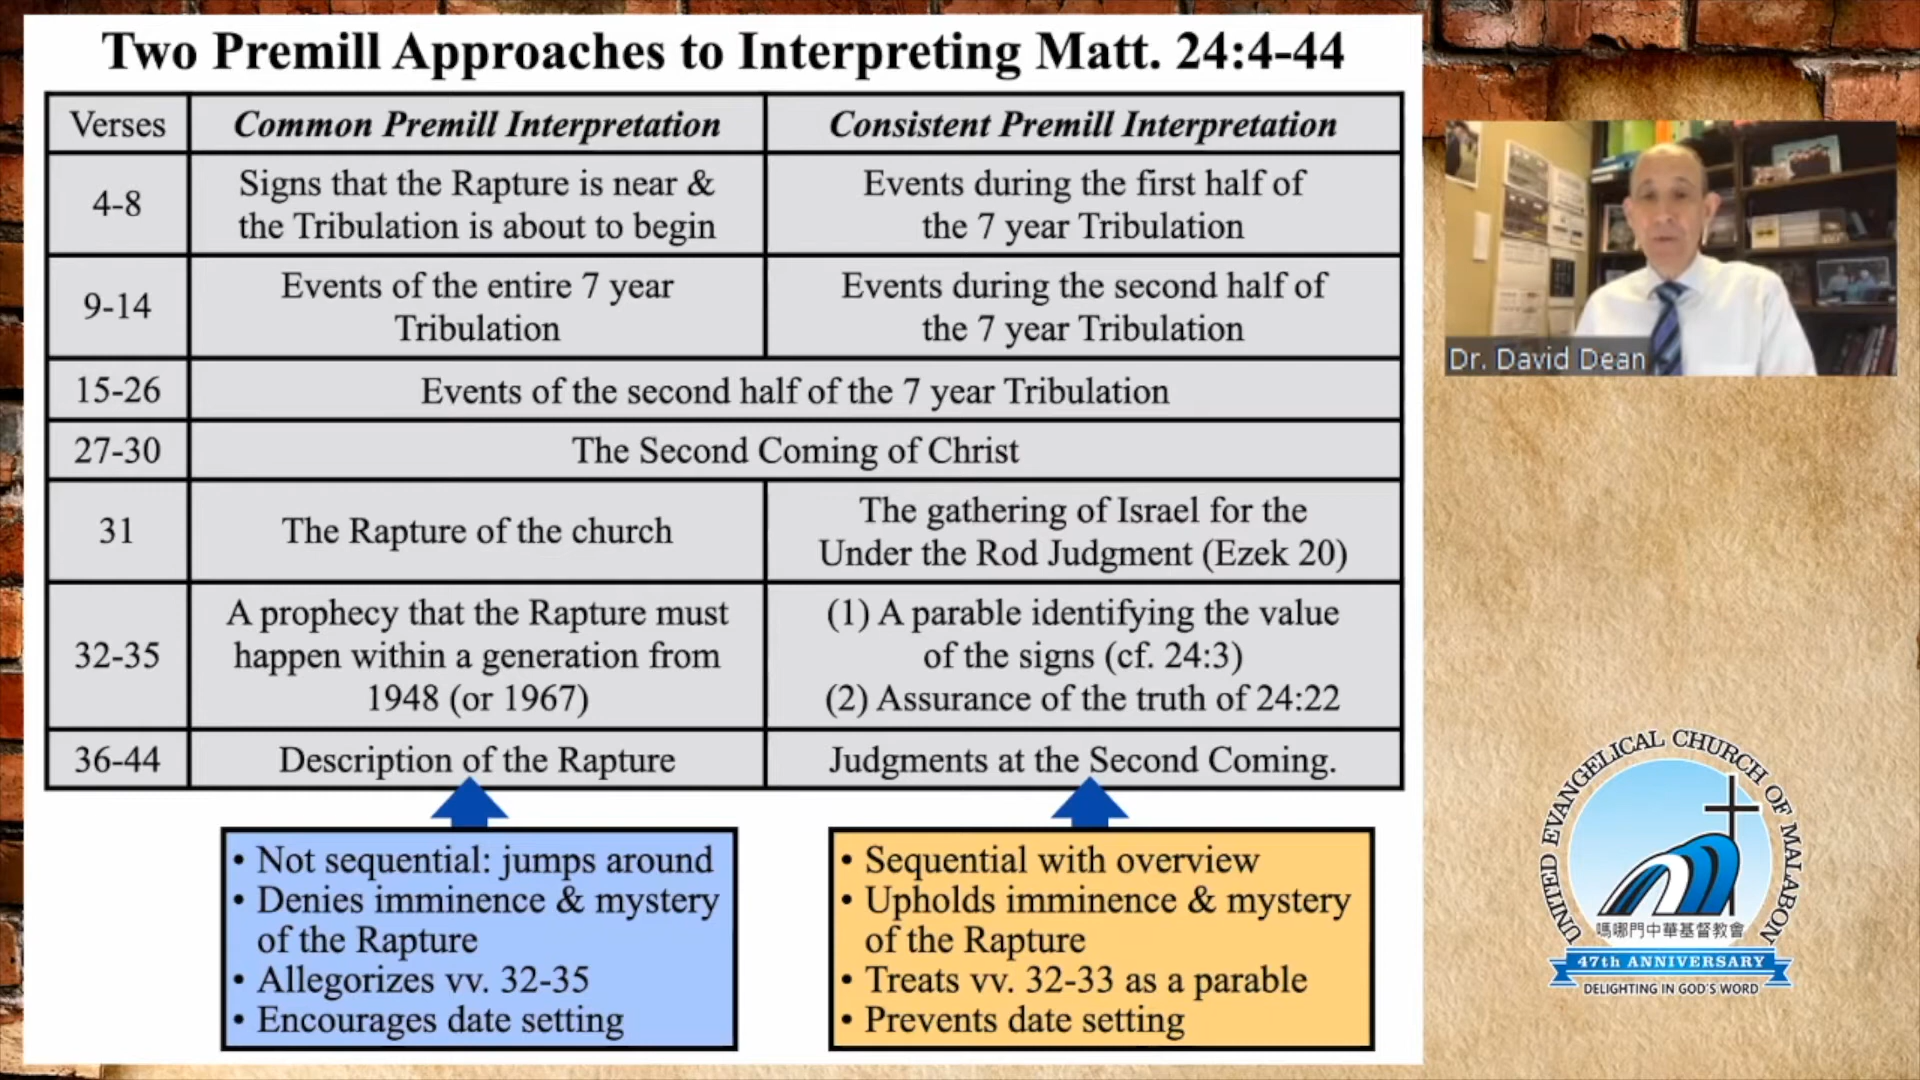 Two Premill Approaches to Interpreting Matt. 24:4-44
Verses
Common Premill Interpretation
Consistent Premill Interpretation
4-8
Signs that the Rapture is near &
the Tribulation is about to begin
Events during the first half of
the 7 year Tribulation
9-14
Events of the entire 7 year
Tribulation
Events during the second half of
the 7 year Tribulation
15-26
Events of the second half of the 7 year Tribulation
27-30
The Second Coming of Christ
31
The Rapture of the church
The gathering of Israel for the
Under the Rod Judgment (Ezek 20)
32-35
A prophecy that the Rapture must
happen within a generation from
1948 (or 1967)
(1) A parable identifying the value
of the signs (cf. 24:3)
(2) Assurance of the truth of 24:22
36-44
Description of the Rapture
Judgments at the Second Coming.
• Not sequential: jumps around
• Denies imminence & mystery
of the Rapture
• Allegorizes vv. 32-35
• Encourages date setting
• Sequential with overview
• Upholds imminence & mystery
of the Rapture
• Treats vv. 32-33 as a parable
• Prevents date setting
Dr. David Dean
UNITED EVANGELICAL CHURCH OF MALABON
嗎哪門中華基督教會
47th ANNIVERSARY
DELIGHTING IN GOD'S WORD